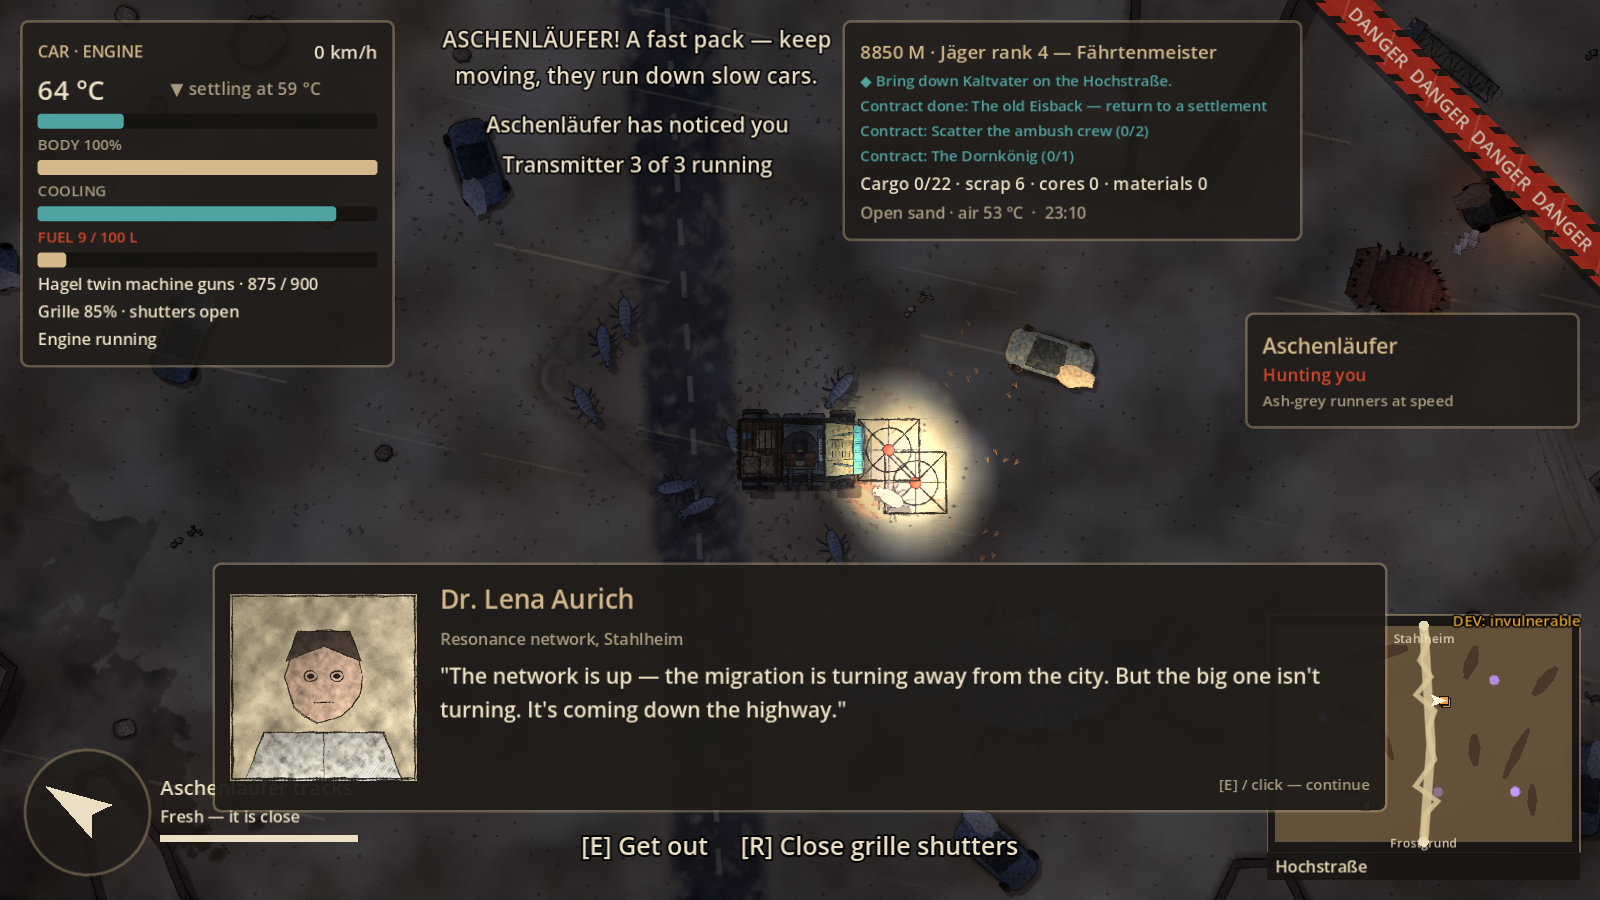 CAR · ENGINE
0 km/h
64 °C
▼ settling at 59 °C
BODY 100%
COOLING
FUEL 9 / 100 L
Hagel twin machine guns · 875 / 900
Grille 85% · shutters open
Engine running
ASCHENLÄUFER! A fast pack — keep
moving, they run down slow cars.
Aschenläufer has noticed you
Transmitter 3 of 3 running
8850 M · Jäger rank 4 — Fährtenmeister
◆ Bring down Kaltvater on the Hochstraße.
Contract done: The old Eisback — return to a settlement
Contract: Scatter the ambush crew (0/2)
Contract: The Dornkönig (0/1)
Cargo 0/22 · scrap 6 · cores 0 · materials 0
Open sand · air 53 °C · 23:10
DANGER DANGER DANGER DANGER
Aschenläufer
Hunting you
Ash-grey runners at speed
Dr. Lena Aurich
Resonance network, Stahlheim
"The network is up — the migration is turning away from the city. But the big one isn't
turning. It's coming down the highway."
[E] / click — continue
DEV: invulnerable
Stahlheim
Frostgrund
Hochstraße
Aschenläufer tracks
Fresh — it is close
[E] Get out [R] Close grille shutters